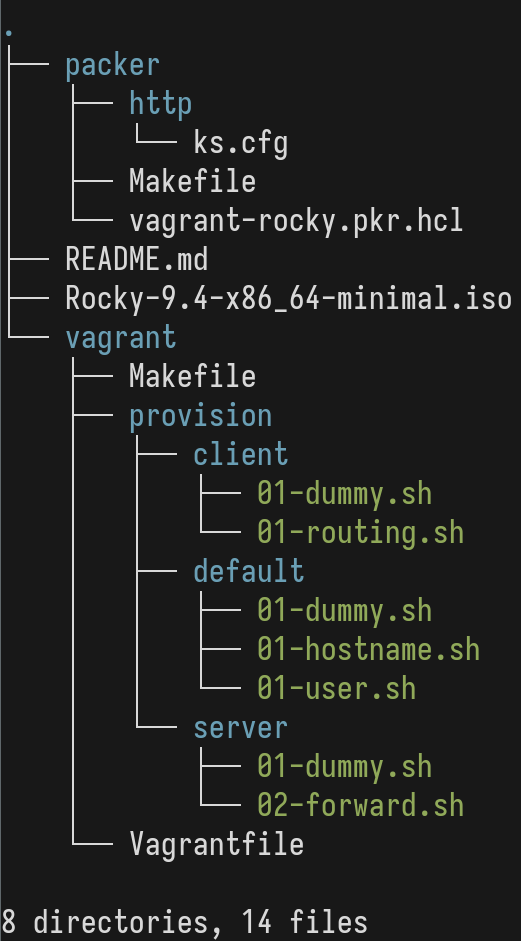 .
├── packer
│   ├── http
│   │   └── ks.cfg
│   ├── Makefile
│   └── vagrant-rocky.pkr.hcl
├── README.md
├── Rocky-9.4-x86_64-minimal.iso
└── vagrant
    ├── Makefile
    ├── provision
    │   ├── client
    │   │   ├── 01-dummy.sh
    │   │   └── 01-routing.sh
    │   ├── default
    │   │   ├── 01-dummy.sh
    │   │   ├── 01-hostname.sh
    │   │   └── 01-user.sh
    │   └── server
    │       ├── 01-dummy.sh
    │       └── 02-forward.sh
    └── Vagrantfile

8 directories, 14 files